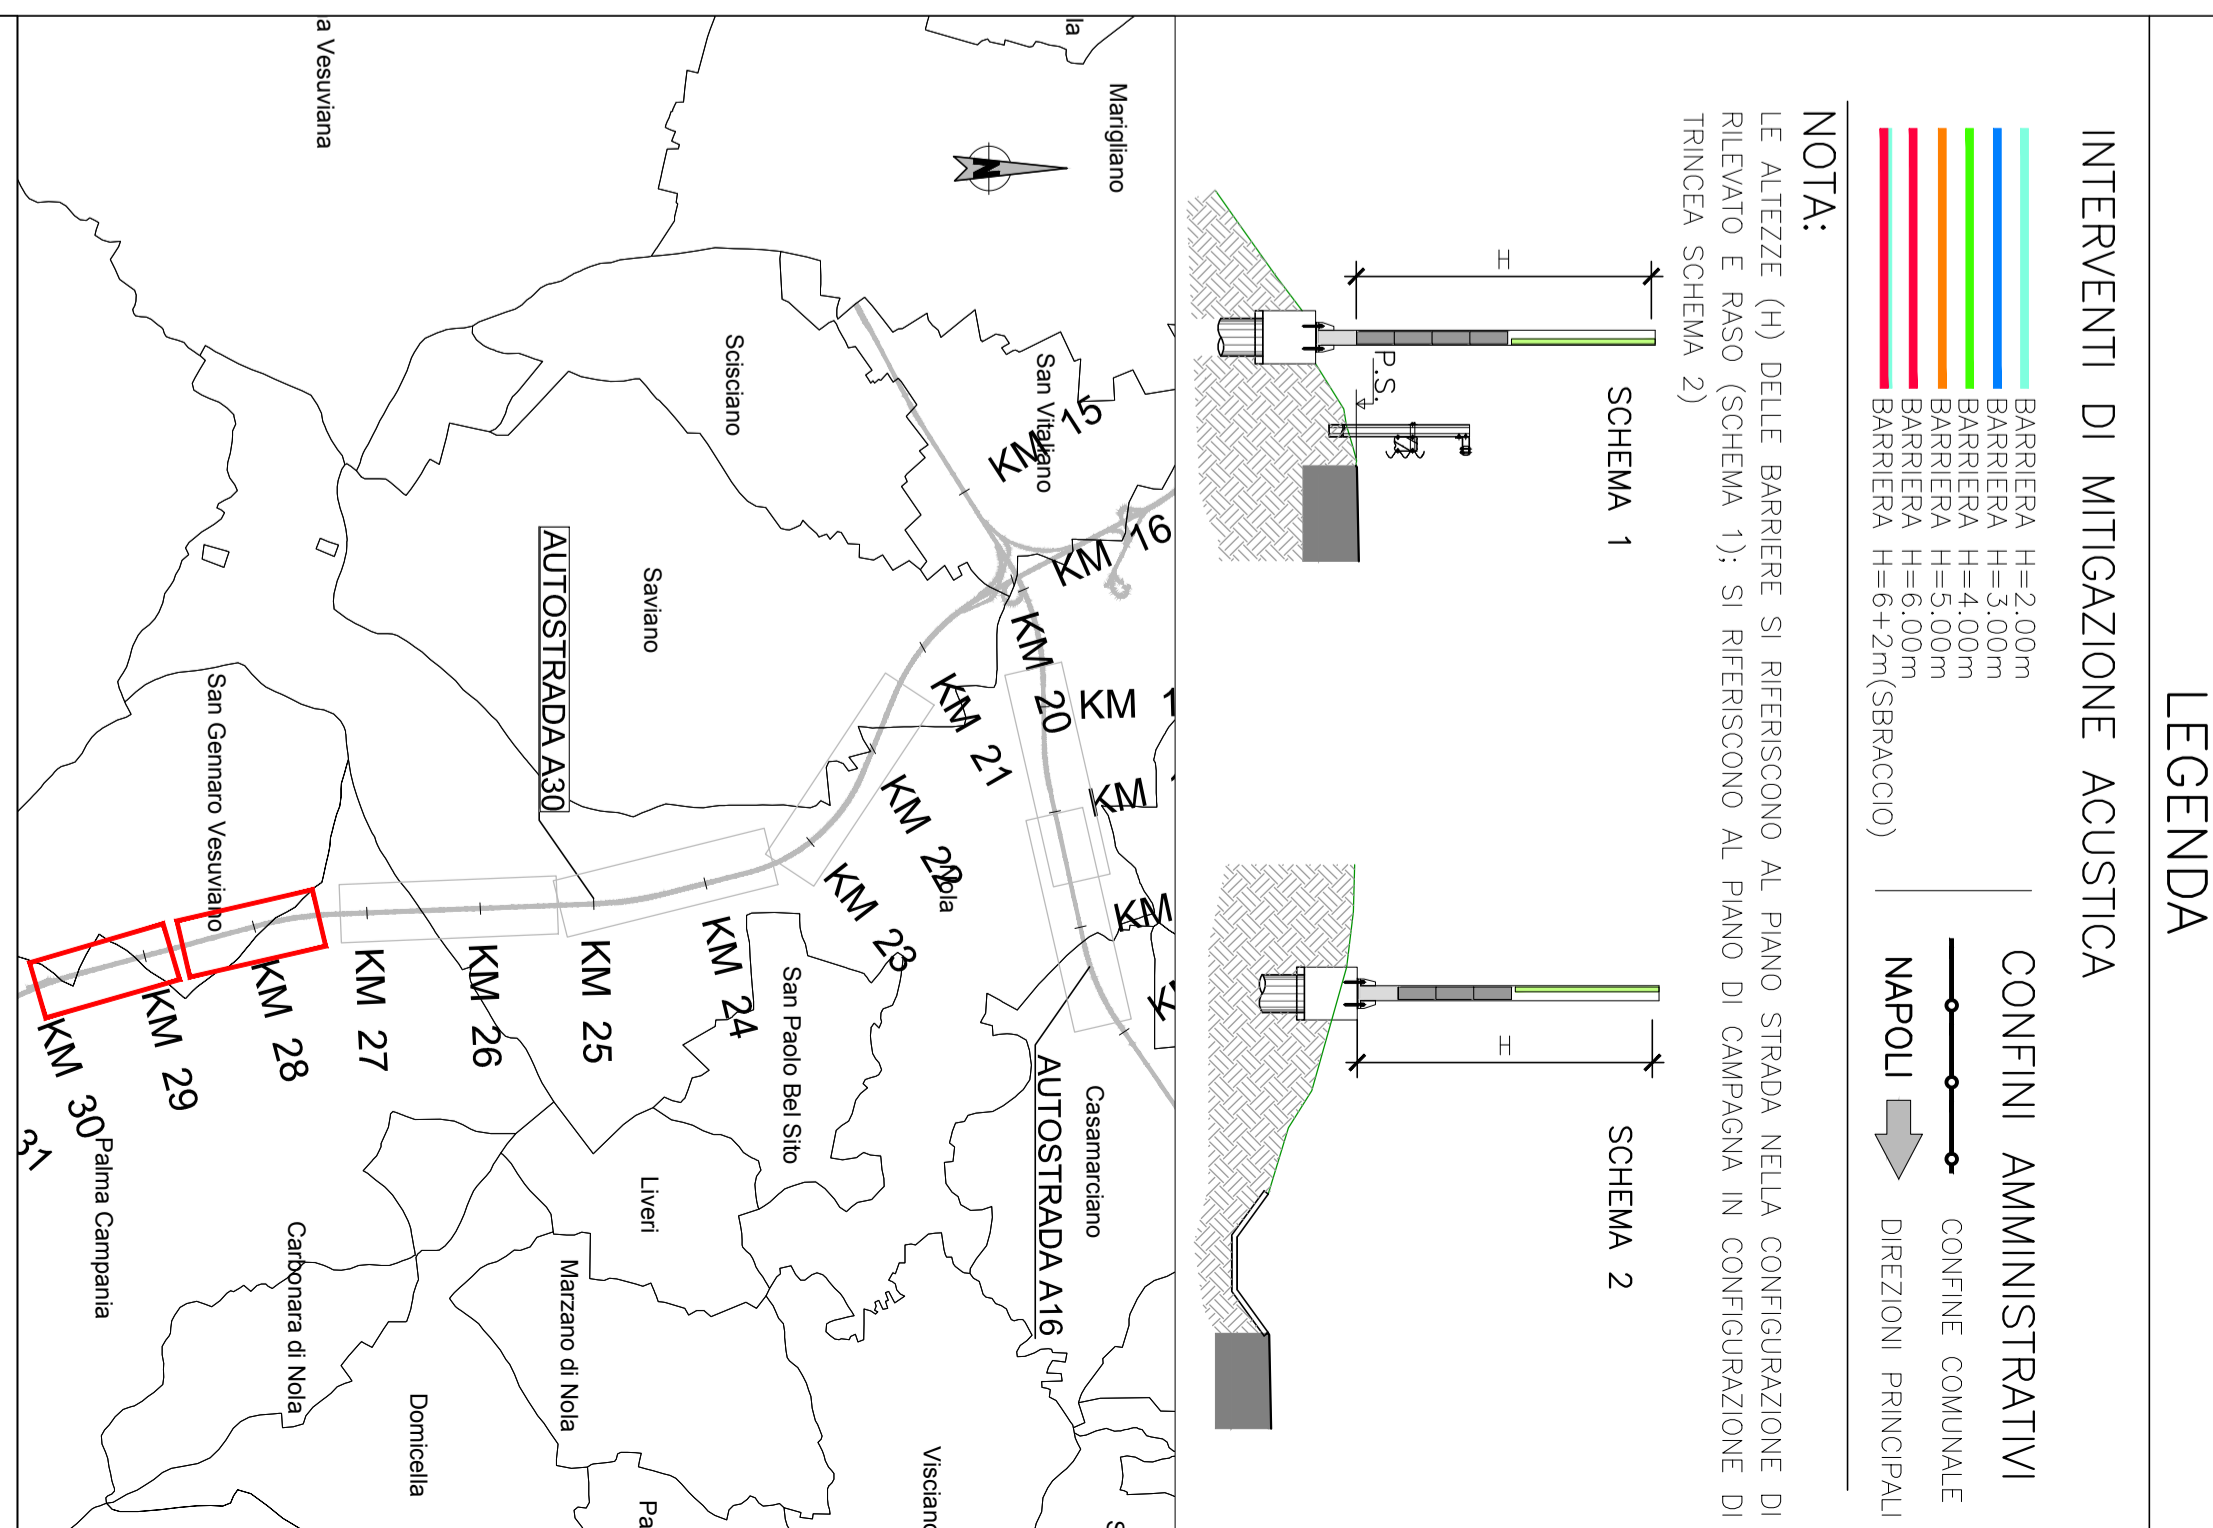 LEGENDA
INTERVENTI DI MITIGAZIONE ACUSTICA
BARRIERA H=2.00m
BARRIERA H=3.00m
BARRIERA H=4.00m
BARRIERA H=5.00m
BARRIERA H=6.00m
BARRIERA H=6+2m(SBRACCIO)
CONFINI AMMINISTRATIVI
CONFINE COMUNALE
NAPOLI
DIREZIONI PRINCIPALI
NOTA:
LE ALTEZZE (H) DELLE BARRIERE SI RIFERISCONO AL PIANO STRADA NELLA CONFIGURAZIONE DI
RILEVATO E RASO (SCHEMA 1); SI RIFERISCONO AL PIANO DI CAMPAGNA IN CONFIGURAZIONE DI
TRINCEA SCHEMA 2)
SCHEMA 1
H
P.S.
SCHEMA 2
H
Marigliano
la
N
San Vitaliano
KM 15
KM 16
KM 20
KM 1
KM 1
KM
Casamarciano
AUTOSTRADA A16
KM 21
KM 22
Nola
KM 23
Visciano
San Paolo Bel Sito
Scisciano
KM 24
Saviano
Liveri
Pa
KM 25
AUTOSTRADA A30
Marzano di Nola
KM 26
Domicella
KM 27
a Vesuviana
KM 28
Carbonara di Nola
San Gennaro Vesuviano
KM 29
Palma Campania
KM 30
31